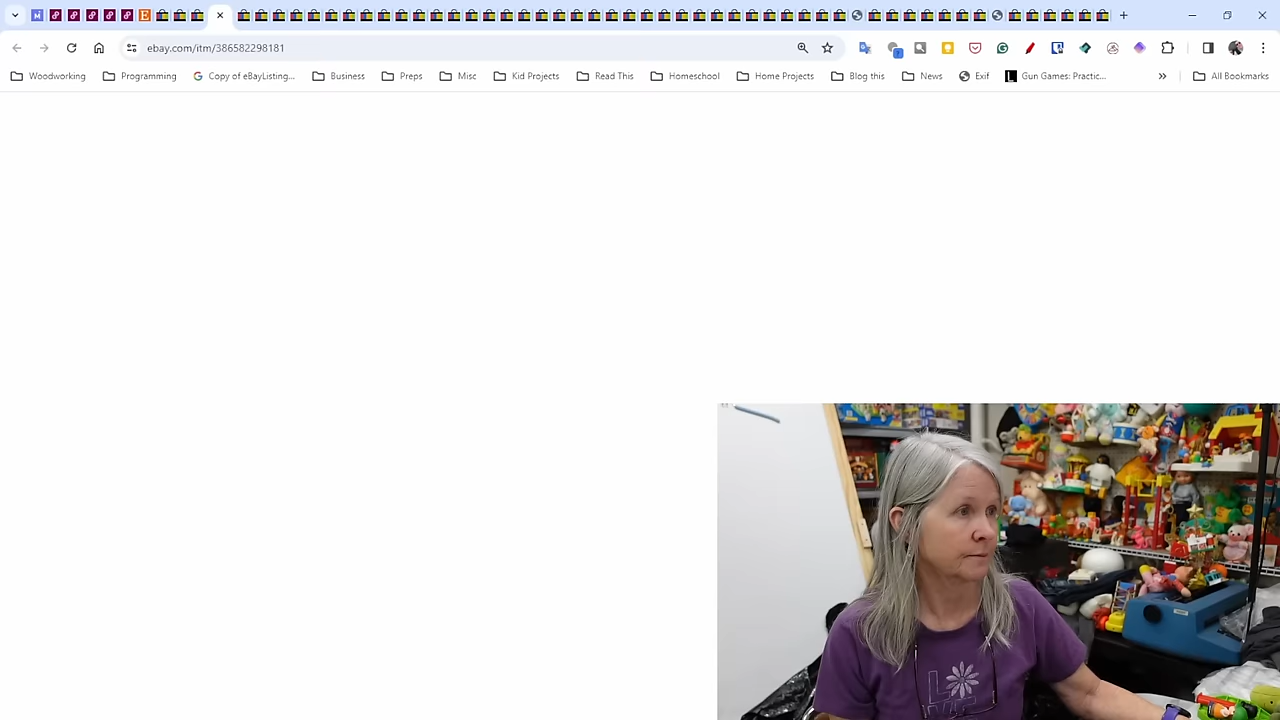 ebay.com/itm/386582298181
Woodworking
Programming
Copy of eBayListing...
Business
Preps
Misc
Kid Projects
Read This
Homeschool
Home Projects
Blog this
News
Exif
Gun Games: Practic...
All Bookmarks